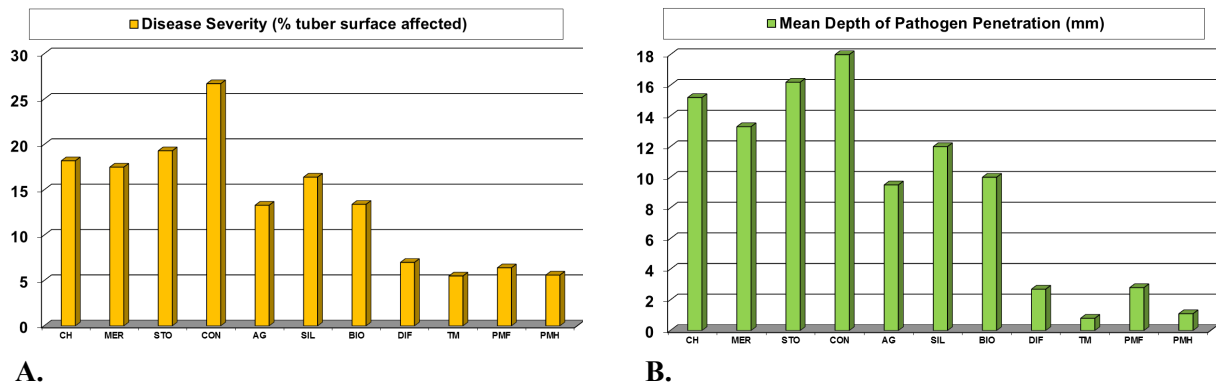 Disease Severity (% tuber surface affected)
30
25
20
15
10
5
0
CH MER STO CON AG SIL BIO DIF TM PMF PMH
A.
Mean Depth of Pathogen Penetration (mm)
18
16
14
12
10
8
6
4
2
0
CH MER STO CON AG SIL BIO DIF TM PMF PMH
B.